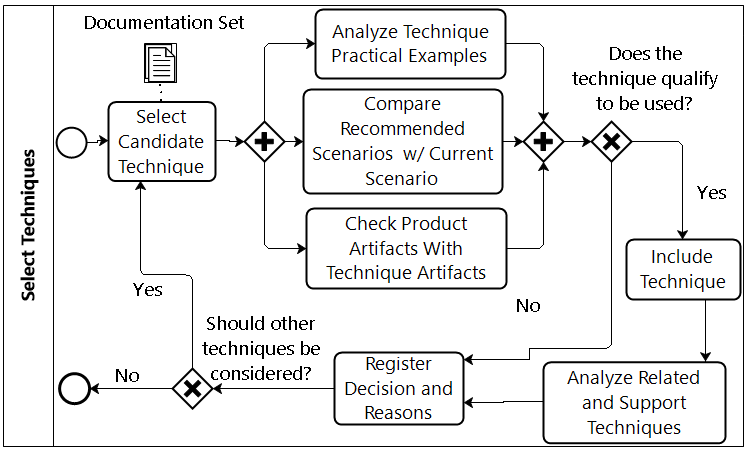 Select Techniques
Documentation Set
Select
Candidate
Technique
Analyze Technique
Practical Examples
Compare
Recommended
Scenarios w/ Current
Scenario
Check Product
Artifacts With
Technique Artifacts
Does the
technique qualify
to be used?
Yes
Include
Technique
No
Analyze Related
and Support
Techniques
Register
Decision and
Reasons
Should other
techniques be
considered?
Yes
No